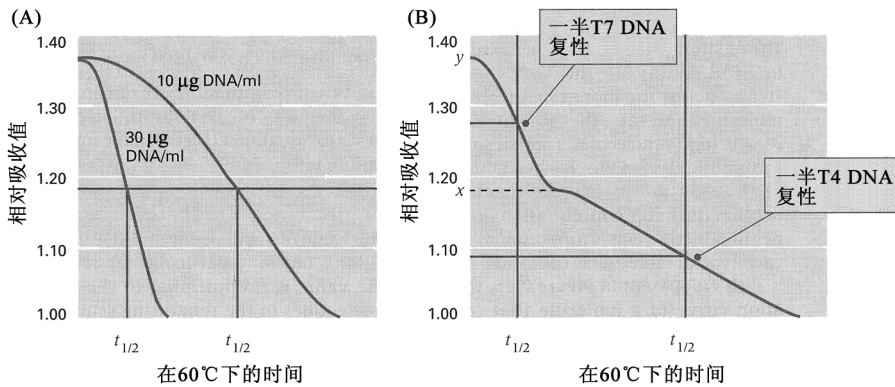 (A)
1.40
1.30
1.20
1.10
1.00
相对吸收值
10 μg DNA/ml
30 μg
DNA/ml
t1/2
t1/2
在60℃下的时间
(B)
1.40
y
1.30
1.20
x
1.10
1.00
相对吸收值
一半T7 DNA
复性
一半T4 DNA
复性
t1/2
t1/2
在60℃下的时间